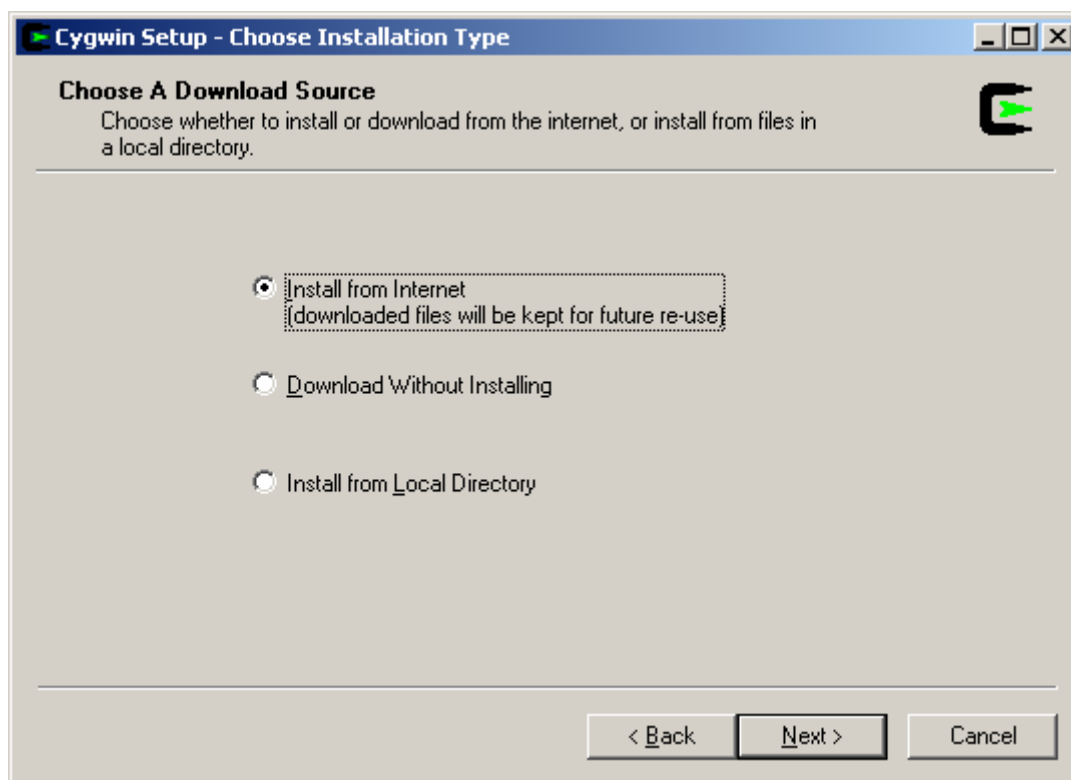 Cygwin Setup - Choose Installation Type
Choose A Download Source
Choose whether to install or download from the internet, or install from files in
a local directory.
Install from Internet
(downloaded files will be kept for future re-use)
Download Without Installing
Install from Local Directory
< Back
Next >
Cancel